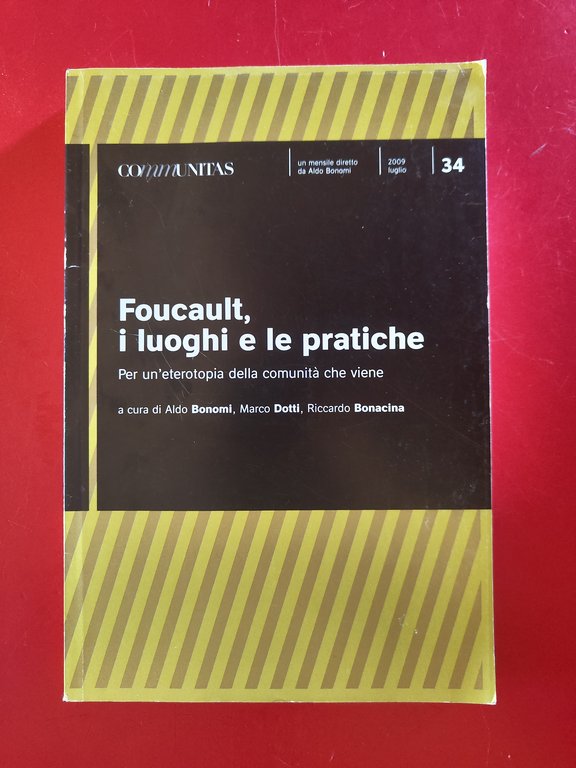 COmmUNITAS
un mensile diretto
da Aldo Bonomi
2009
luglio
34
Foucault,
i luoghi e le pratiche
Per un'eterotopia della comunità che viene
a cura di Aldo Bonomi, Marco Dotti, Riccardo Bonacina